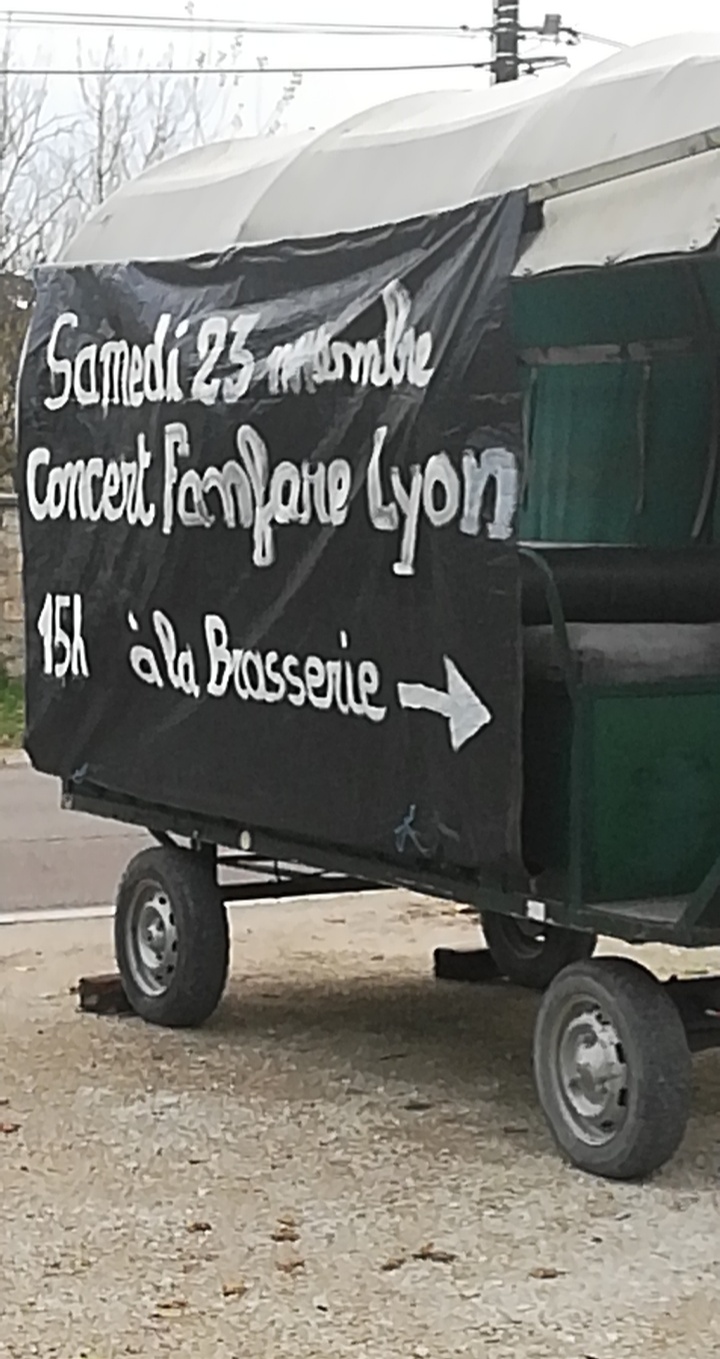 Samedi 23 novembre
Concert Fanfare Lyon
15h à la Brasserie →